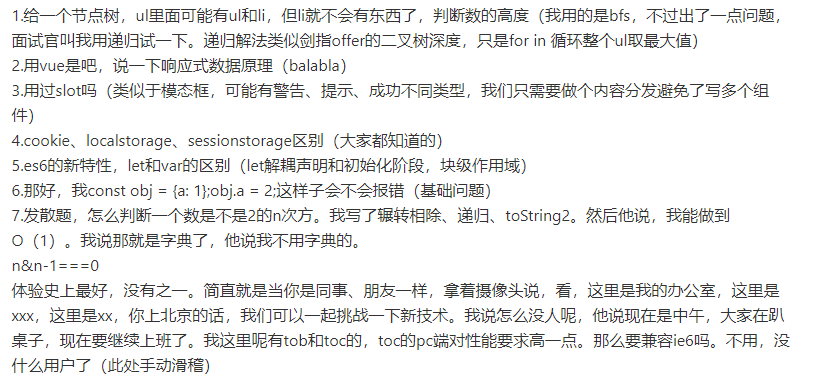 1.给一个节点树，ul里面可能有ul和li，但li就不会有东西了，判断数的高度（我用的是bfs，不过出了一点问题，
面试官叫我用递归试一下。递归解法类似剑指offer的二叉树深度，只是for in 循环整个ul取最大值）
2.用vue是吧，说一下响应式数据原理（balabla）
3.用过slot吗（类似于模态框，可能有警告、提示、成功不同类型，我们只需要做个内容分发避免了写多个组
件）
4.cookie、localstorage、sessionstorage区别（大家都知道的）
5.es6的新特性，let和var的区别（let解耦声明和初始化阶段，块级作用域）
6.那好，我const obj = {a: 1};obj.a = 2;这样子会不会报错（基础问题）
7.发散题，怎么判断一个数是不是2的n次方。我写了辗转相除、递归、toString2。然后他说，我能做到
O（1）。我说那就是字典了，他说我不用字典的。
n&n-1===0
体验史上最好，没有之一。简直就是当你是同事、朋友一样，拿着摄像头说，看，这里是我的办公室，这里是
xxx，这里是xx，你上北京的话，我们可以一起挑战一下新技术。我说怎么没人呢，他说现在是中午，大家在趴
桌子，现在要继续上班了。我这里呢有tob和toc的，toc的pc端对性能要求高一点。那么要兼容ie6吗。不用，没
什么用户了（此处手动滑稽）